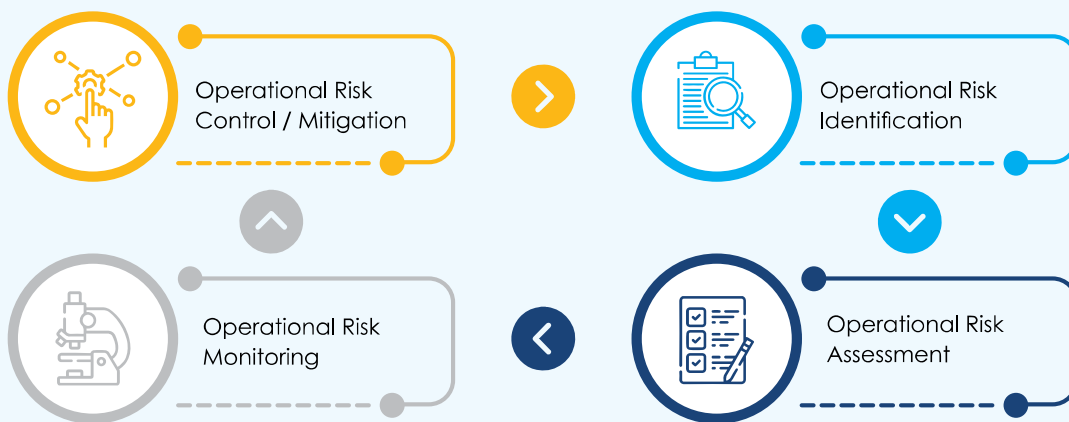 Operational Risk
Control / Mitigation
Operational Risk
Identification
Operational Risk
Monitoring
Operational Risk
Assessment